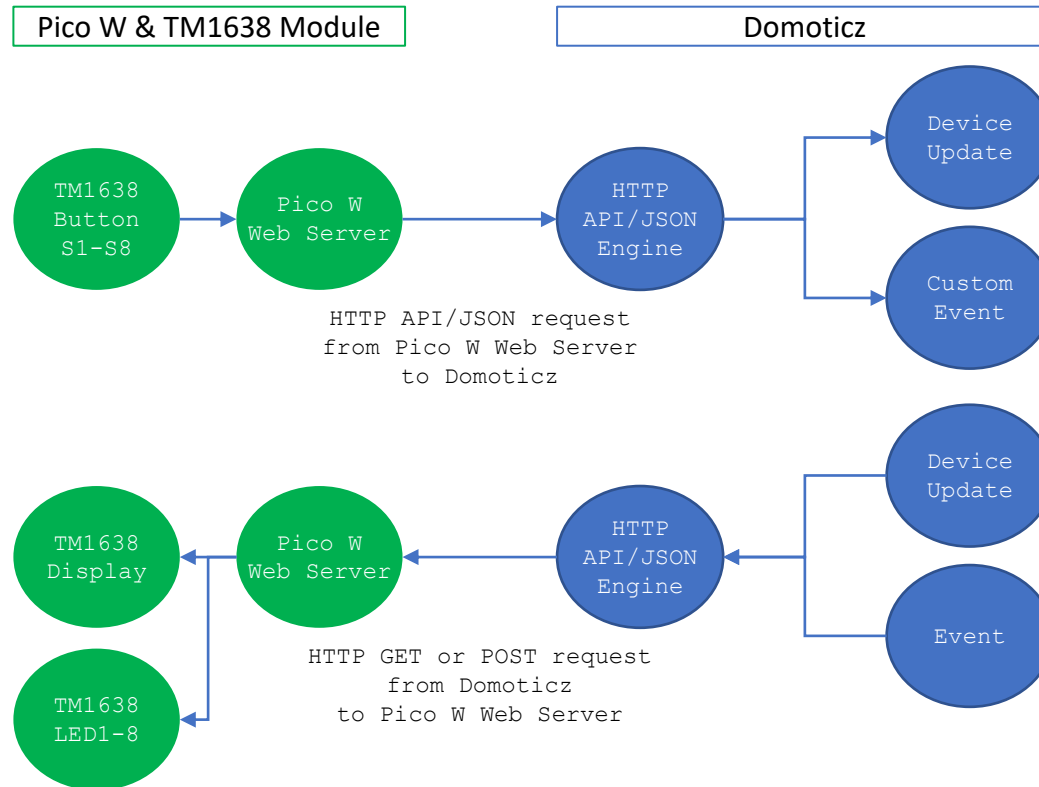 Pico W & TM1638 Module
Domoticz
TM1638
Button
S1-S8
Pico W
Web Server
HTTP
API/JSON
Engine
Device
Update
Custom
Event
HTTP API/JSON request
from Pico W Web Server
to Domoticz
TM1638
Display
TM1638
LED1-8
Pico W
Web Server
HTTP
API/JSON
Engine
Device
Update
Event
HTTP GET or POST request
from Domoticz
to Pico W Web Server